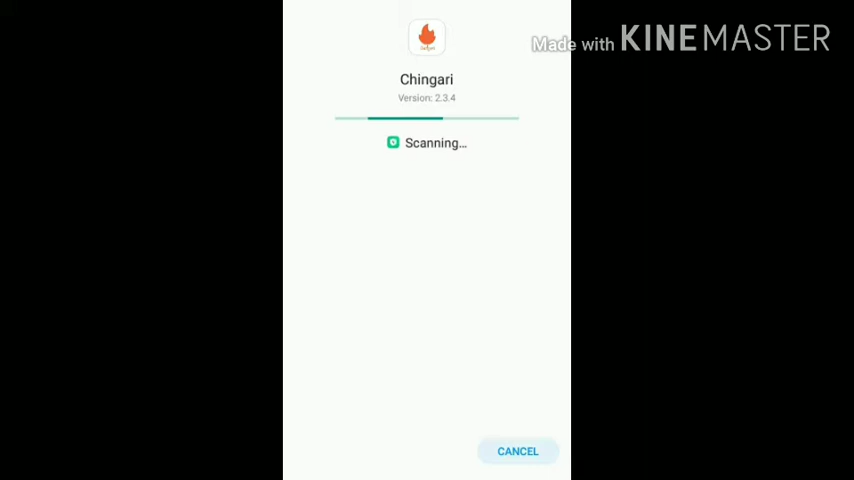 Made with KINEMASTER
Chingari
Version: 2.3.4
Scanning...
CANCEL